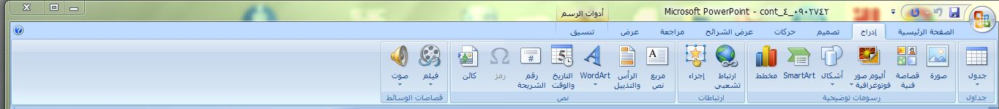 أدوات الرسم
Microsoft PowerPoint - cont_٤_٠٩٠٢٧٤٢
الصفحة الرئيسية
إدراج
تصميم
حركات
عرض الشرائح
مراجعة
عرض
تنسيق
جدول
صورة
قصاصة
فنية
ألبوم صور
فوتوغرافية
أشكال
SmartArt
مخطط
ارتباط
تشعبي
إجراء
مربع
نص
الرأس
والتذييل
WordArt
التاريخ
والوقت
رقم
الشريحة
رمز
كائن
فيلم
صوت
جداول
رسومات توضيحية
ارتباطات
نص
قصاصات الوسائط